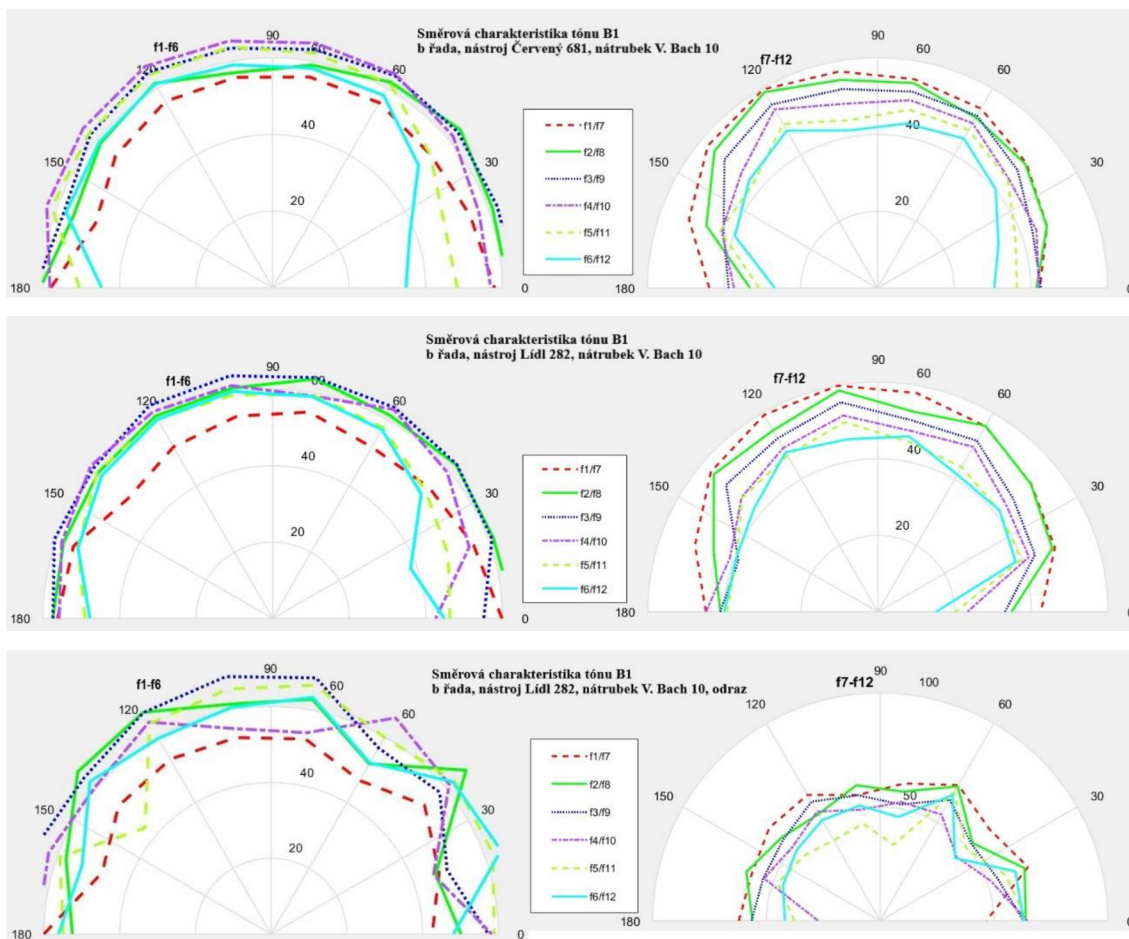 Směrová charakteristika tónu B1
b řada, nástroj Červený 681, nátrubek V. Bach 10
f1-f6
90
60
60
120
40
150
30
20
180
0
f1/f7
f2/f8
f3/f9
f4/f10
f5/f11
f6/f12
f7-f12
90
60
60
120
40
150
30
20
180
0
Směrová charakteristika tónu B1
b řada, nástroj Lídl 282, nátrubek V. Bach 10
f1-f6
90
60
60
120
40
150
30
20
180
0
f1/f7
f2/f8
f3/f9
f4/f10
f5/f11
f6/f12
f7-f12
90
60
60
120
40
150
30
20
180
0
Směrová charakteristika tónu B1
b řada, nástroj Lídl 282, nátrubek V. Bach 10, odraz
f1-f6
90
60
60
120
40
150
30
20
180
0
f1/f7
f2/f8
f3/f9
f4/f10
f5/f11
f6/f12
f7-f12
90
100
120
60
50
150
30
180
0